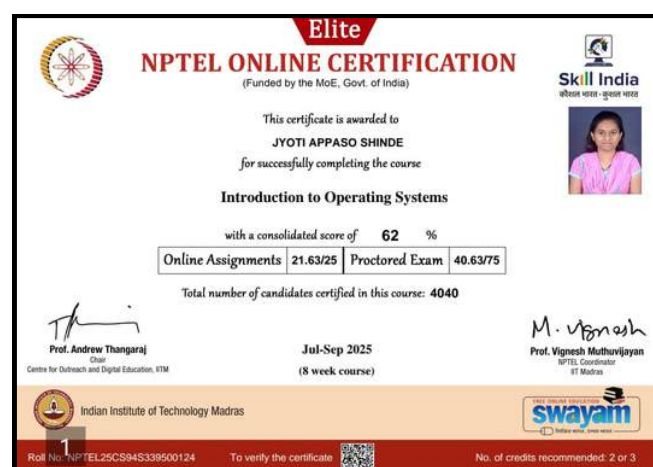 Elite
NPTEL ONLINE CERTIFICATION
(Funded by the MoE, Govt. of India)
Skill India
कौशल भारत - कुशल भारत
This certificate is awarded to
JYOTI APPASO SHINDE
for successfully completing the course
Introduction to Operating Systems
with a consolidated score of 62 %
Online Assignments 21.63/25 Proctored Exam 40.63/75
Total number of candidates certified in this course: 4040
Prof. Andrew Thangaraj
Chair
Centre for Outreach and Digital Education, IITM
Jul-Sep 2025
(8 week course)
M. Vignesh
Prof. Vignesh Muthuvijayan
NPTEL Coordinator
IIT Madras
Indian Institute of Technology Madras
FREE ONLINE EDUCATION
swayam
शिक्षित भारत, उन्नत भारत
1
Roll No: NPTEL25CS94S339500124 To verify the certificate No. of credits recommended: 2 or 3